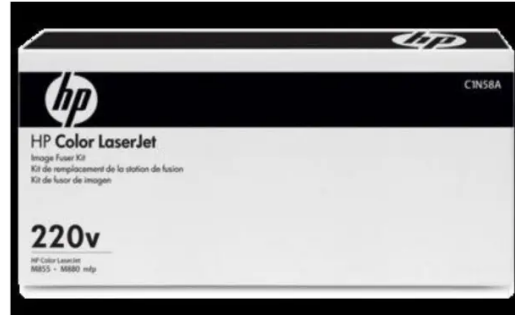 hp
C1N58A
hp
HP Color LaserJet
Image Fuser Kit
Kit de remplacement de la station de fusion
Kit de fusor de imagen
220v
HP Color LaserJet
M855 - M880 mfp